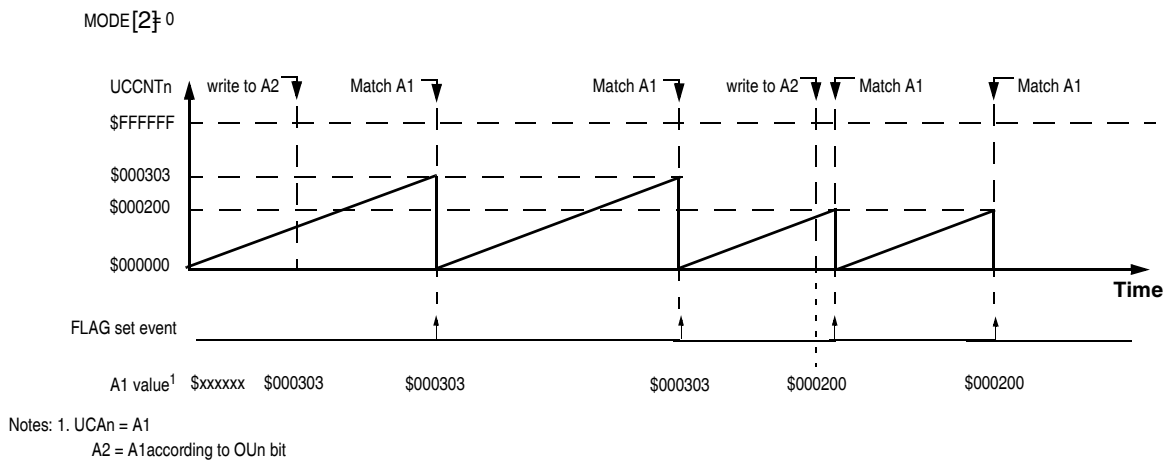 MODE[2]= 0
UCCNTn write to A2 Match A1 Match A1 write to A2 Match A1 Match A1
$FFFFFF
$000303
$000200
$000000
Time
FLAG set event
A1 value1 $xxxxxx $000303 $000303 $000303 $000200 $000200
Notes: 1. UCAn = A1
A2 = A1according to OUn bit